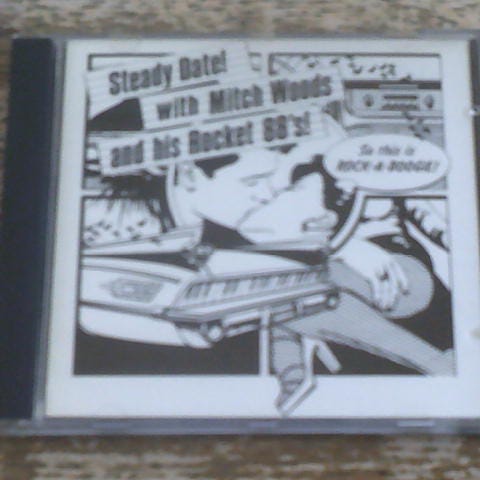 Steady Date!
with Mitch Woods
and his Rocket 88's!
So this is
ROCK-A-BOOGIE!